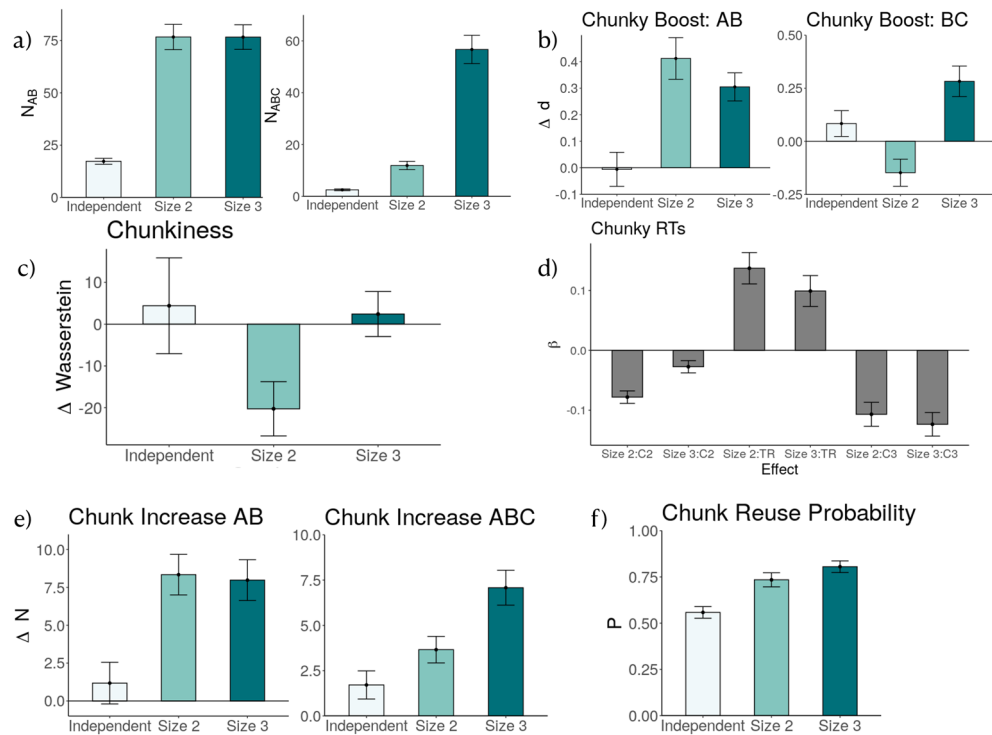 a)
N_AB
75
50
25
0
Independent Size 2 Size 3
N_ABC
60
40
20
0
Independent Size 2 Size 3
b)
Chunky Boost: AB
Δ d
0.4
0.3
0.2
0.1
0.0
-0.1
Independent Size 2 Size 3
Chunky Boost: BC
0.50
0.25
0.00
-0.25
Independent Size 2 Size 3
c)
Chunkiness
Δ Wasserstein
10
0
-10
-20
Independent Size 2 Size 3
d)
Chunky RTs
β
0.1
0.0
-0.1
Size 2:C2 Size 3:C2 Size 2:TR Size 3:TR Size 2:C3 Size 3:C3
Effect
e)
Chunk Increase AB
Δ N
10.0
7.5
5.0
2.5
0.0
Independent Size 2 Size 3
Chunk Increase ABC
10.0
7.5
5.0
2.5
0.0
Independent Size 2 Size 3
f)
Chunk Reuse Probability
P
1.00
0.75
0.50
0.25
0.00
Independent Size 2 Size 3